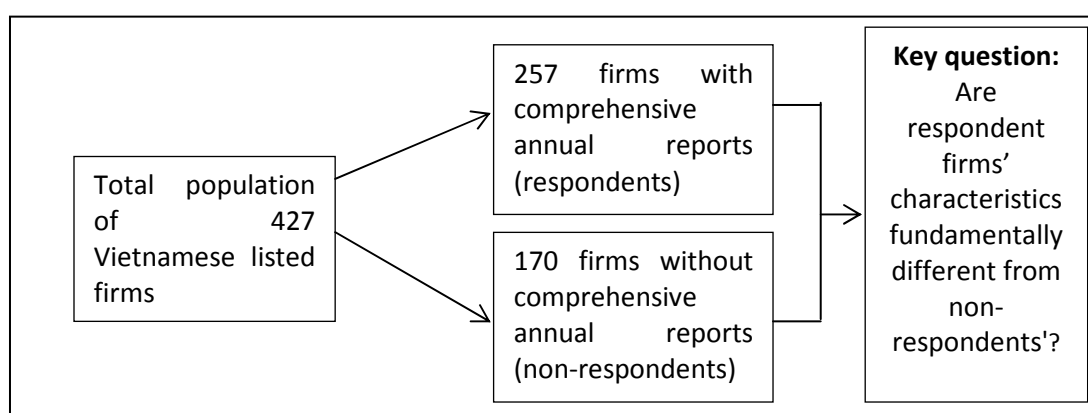 Total population
of 427
Vietnamese listed
firms
257 firms with
comprehensive
annual reports
(respondents)
170 firms without
comprehensive
annual reports
(non-respondents)
Key question:
Are
respondent
firms’
characteristics
fundamentally
different from
non-
respondents'?